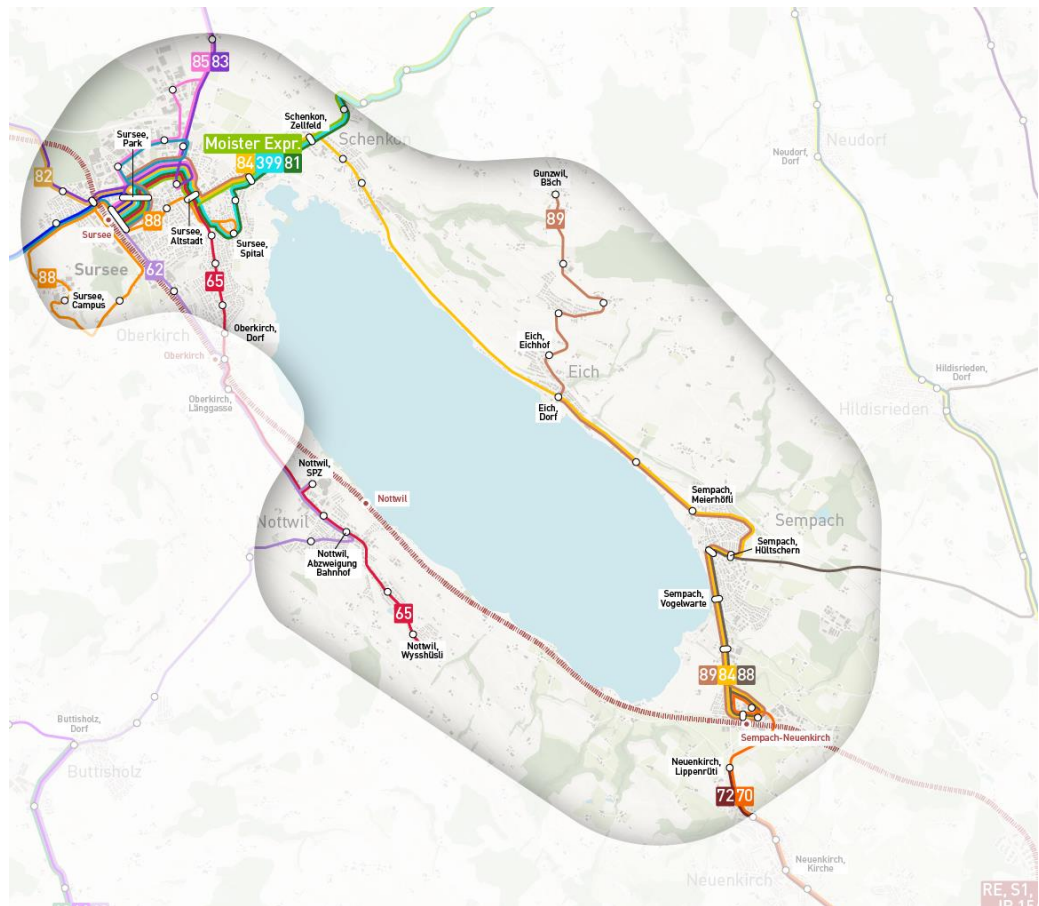 85 83
Sursee,
Park
Moister Expr.
84 399 81
Schenkon,
Zellfeld
Schenkon
Neudorf
Neudorf,
Dorf
82
Gunzwil,
Bäch
89
88
Sursee
Sursee,
Altstadt
Sursee,
Spital
Sursee
62
65
88
Sursee,
Campus
Oberkirch
Oberkirch,
Dorf
Oberkirch
Oberkirch,
Länggasse
Eich,
Eichhof
Eich
Eich,
Dorf
Hildisrieden,
Dorf
Hildisrieden
Nottwil,
SPZ
Nottwil
Nottwil
Nottwil,
Abzweigung
Bahnhof
Sempach,
Meierhöfli
Sempach
Sempach,
Hültschern
Sempach,
Vogelwarte
65
Nottwil,
Wysshüsli
89 84 88
Sempach-Neuenkirch
Buttisholz,
Dorf
Buttisholz
Neuenkirch,
Lippenrüti
72 70
Neuenkirch,
Kirche
Neuenkirch
RE, S1,
IR 15